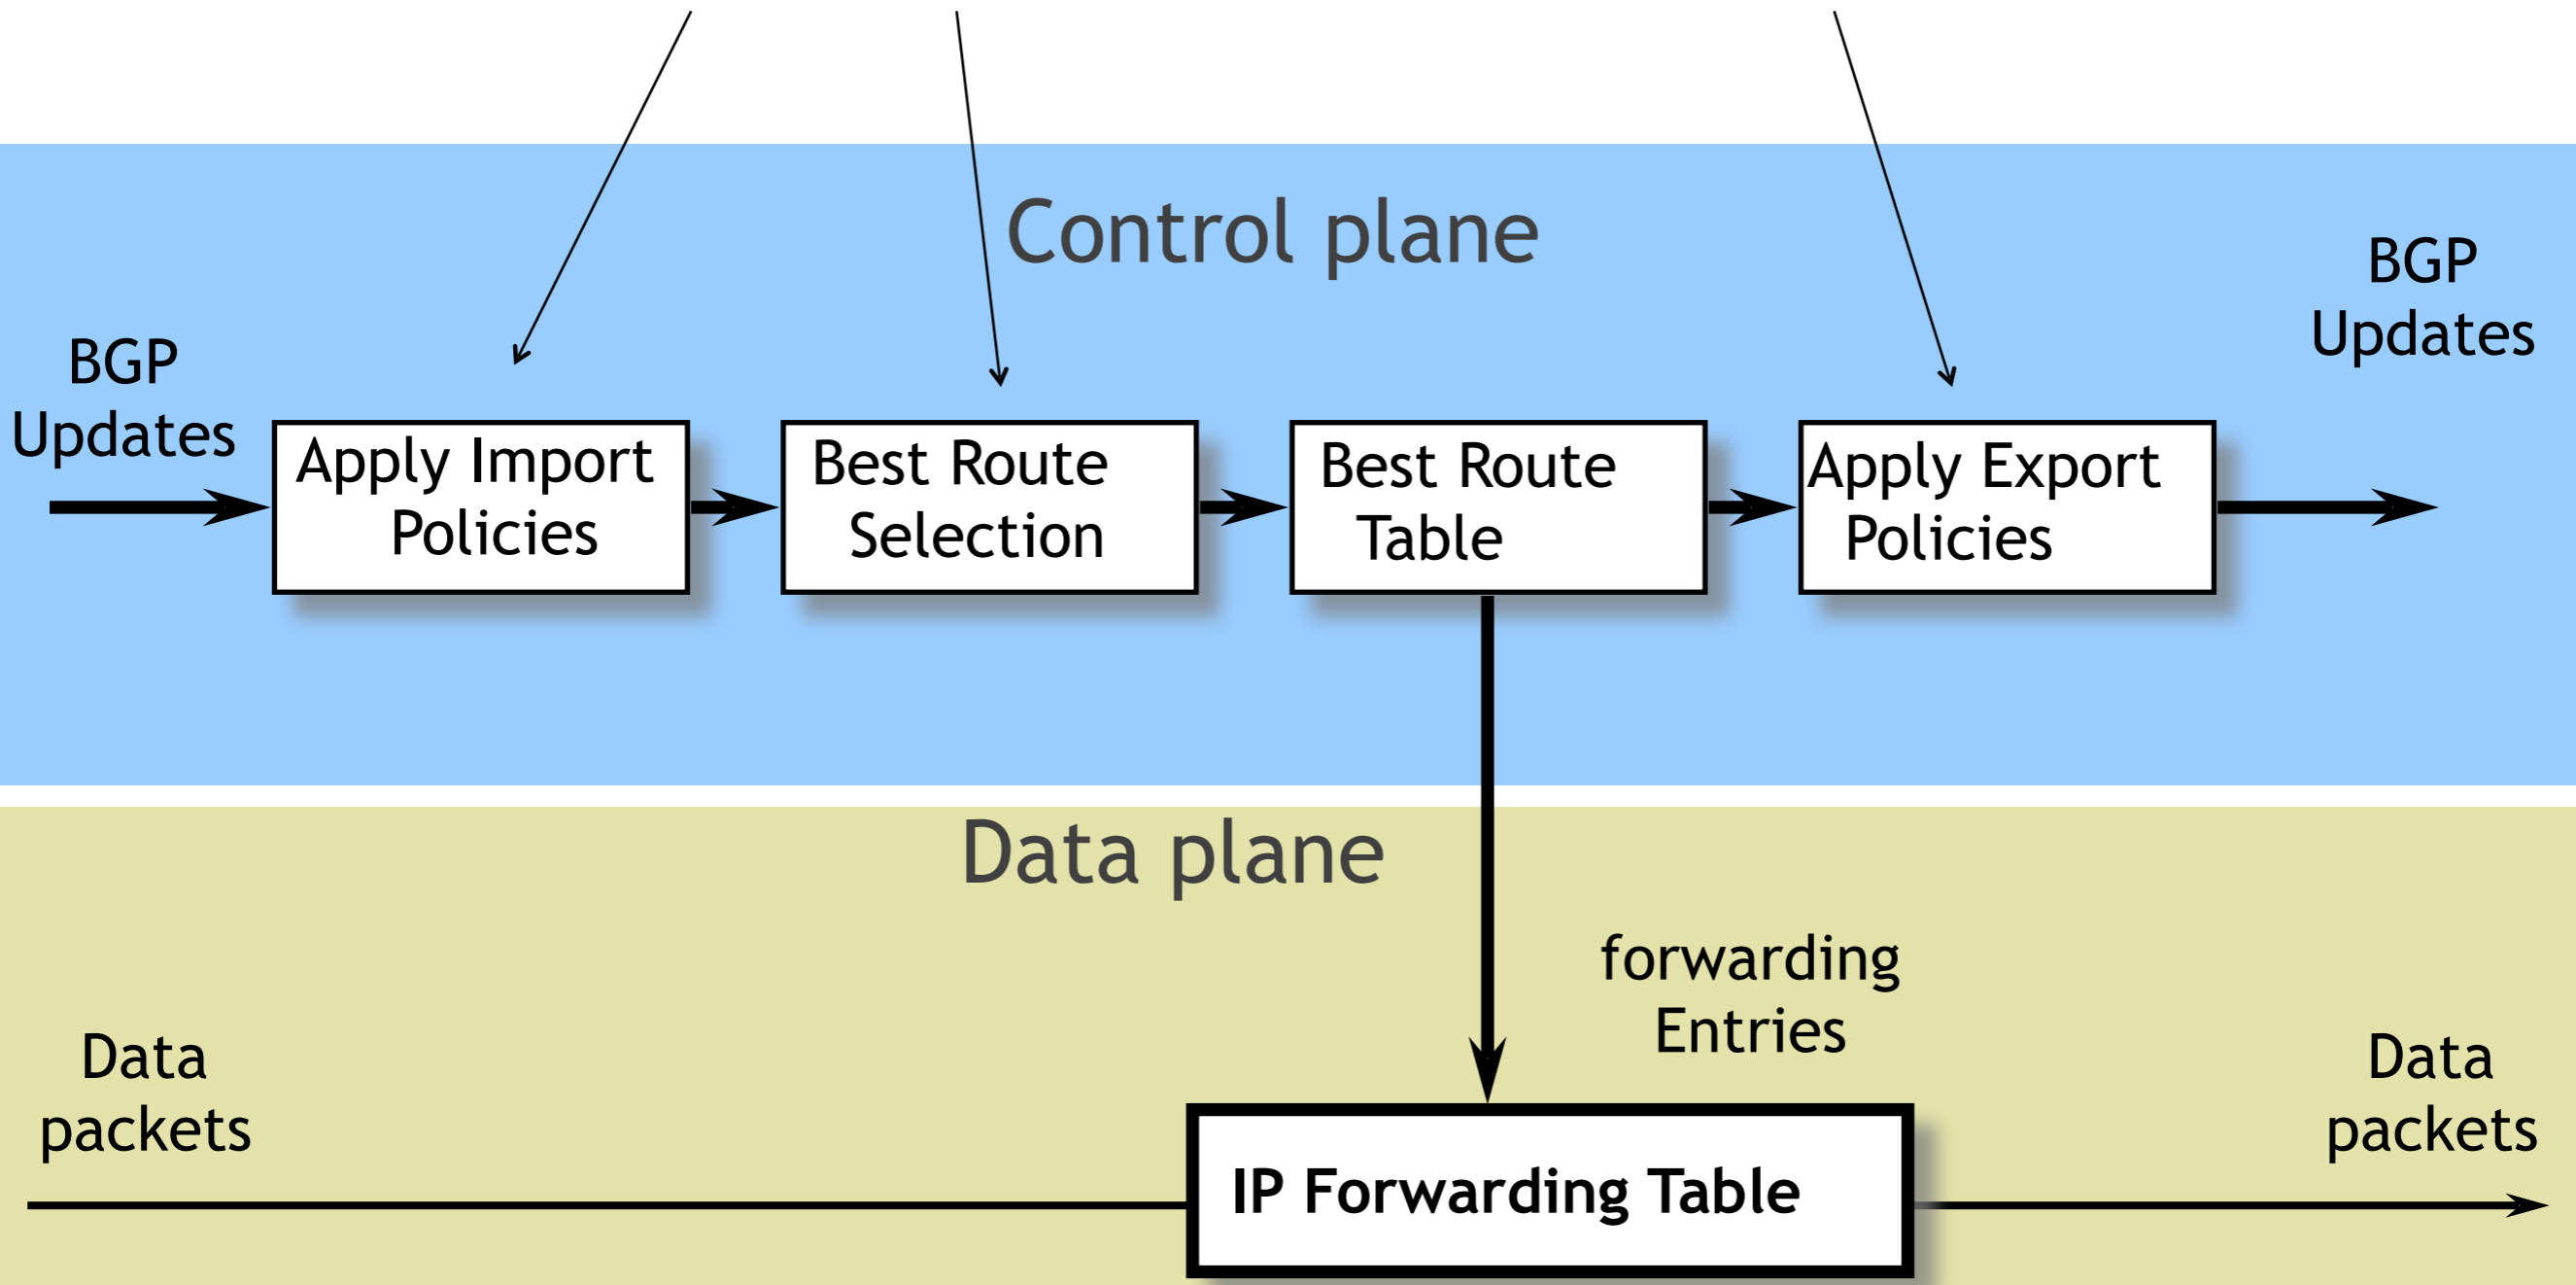 Control plane
BGP
Updates
BGP
Updates
Apply Import
Policies
Best Route
Selection
Best Route
Table
Apply Export
Policies
Data plane
forwarding
Entries
Data
packets
Data
packets
IP Forwarding Table